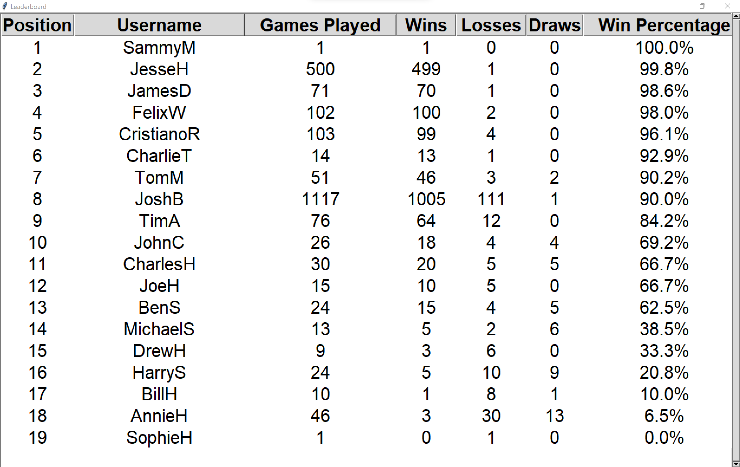 Leaderboard
Position Username Games Played Wins Losses Draws Win Percentage
1 SammyM 1 1 0 0 100.0%
2 JesseH 500 499 1 0 99.8%
3 JamesD 71 70 1 0 98.6%
4 FelixW 102 100 2 0 98.0%
5 CristianoR 103 99 4 0 96.1%
6 CharlieT 14 13 1 0 92.9%
7 TomM 51 46 3 2 90.2%
8 JoshB 1117 1005 111 1 90.0%
9 TimA 76 64 12 0 84.2%
10 JohnC 26 18 4 4 69.2%
11 CharlesH 30 20 5 5 66.7%
12 JoeH 15 10 5 0 66.7%
13 BenS 24 15 4 5 62.5%
14 MichaelS 13 5 2 6 38.5%
15 DrewH 9 3 6 0 33.3%
16 HarryS 24 5 10 9 20.8%
17 BillH 10 1 8 1 10.0%
18 AnnieH 46 3 30 13 6.5%
19 SophieH 1 0 1 0 0.0%